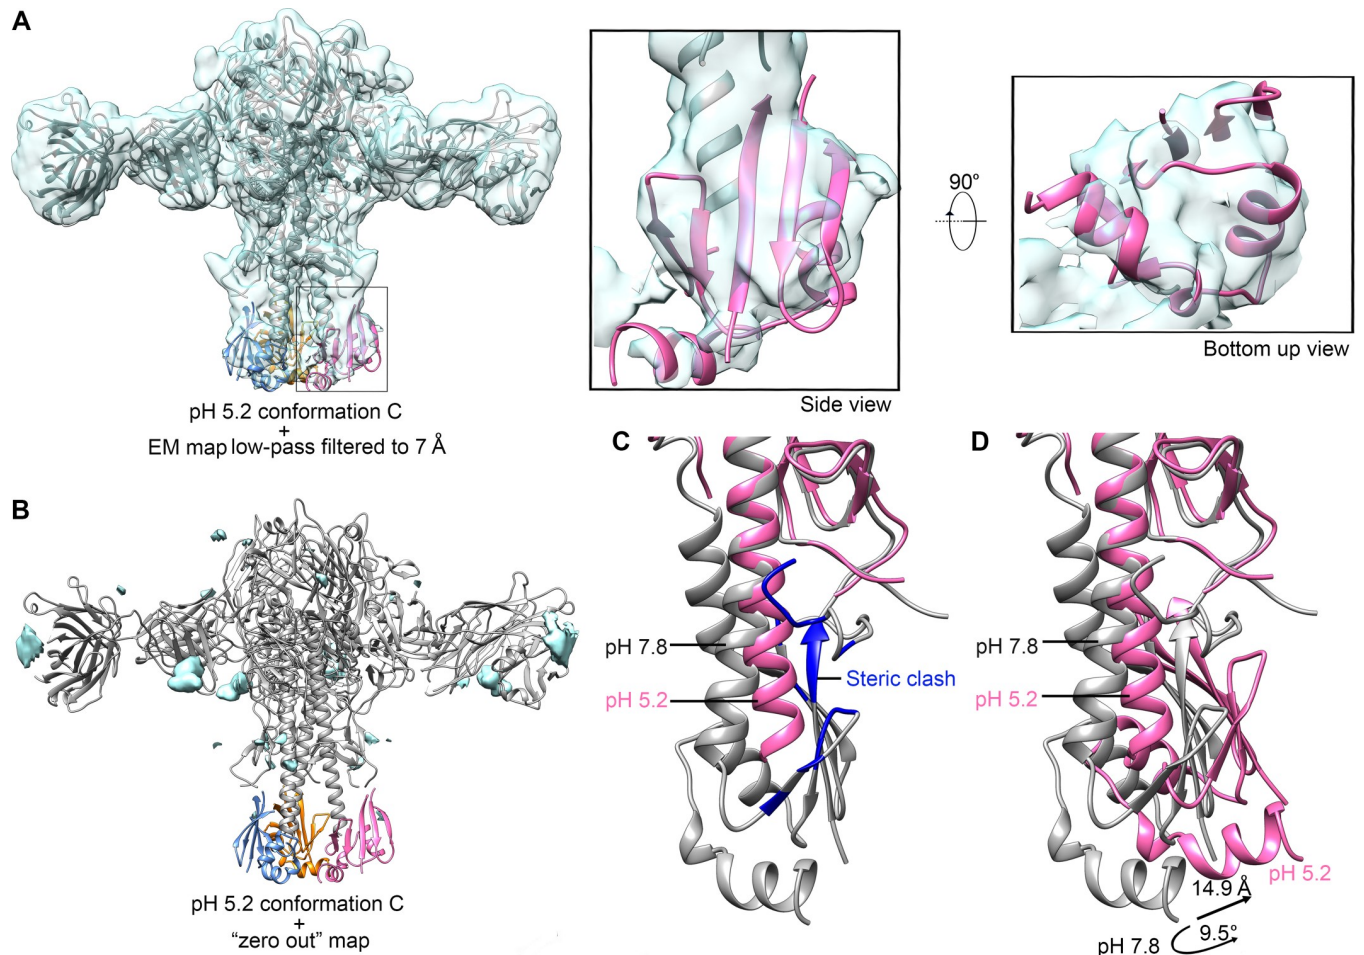 A
pH 5.2 conformation C
+
EM map low-pass filtered to 7 Å
Side view
90°
Bottom up view
B
pH 5.2 conformation C
+
“zero out” map
C
pH 7.8
pH 5.2
Steric clash
D
pH 7.8
pH 5.2
pH 5.2
14.9 Å
9.5°
pH 7.8